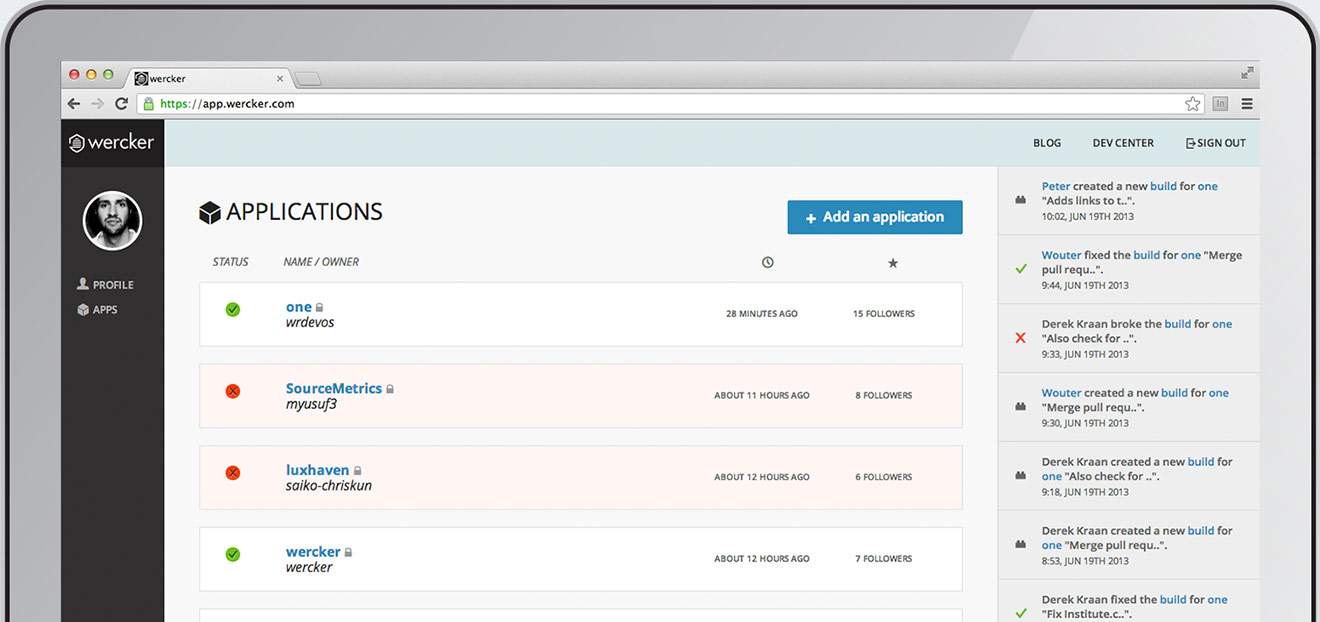 wercker
https://app.wercker.com
wercker
BLOG DEV CENTER SIGN OUT
PROFILE
APPS
APPLICATIONS
+ Add an application
STATUS NAME / OWNER
one
wrdevos
28 MINUTES AGO 15 FOLLOWERS
SourceMetrics
myusuf3
ABOUT 11 HOURS AGO 8 FOLLOWERS
luxhaven
saiko-chriskun
ABOUT 12 HOURS AGO 6 FOLLOWERS
wercker
wercker
ABOUT 12 HOURS AGO 7 FOLLOWERS
Peter created a new build for one
"Adds links to t..".
10:02, JUN 19TH 2013
Wouter fixed the build for one "Merge
pull requ..".
9:44, JUN 19TH 2013
Derek Kraan broke the build for one
"Also check for ..".
9:33, JUN 19TH 2013
Wouter created a new build for one
"Merge pull requ..".
9:30, JUN 19TH 2013
Derek Kraan created a new build for
one "Also check for ..".
9:18, JUN 19TH 2013
Derek Kraan created a new build for
one "Merge pull requ..".
8:53, JUN 19TH 2013
Derek Kraan fixed the build for one
"Fix Institute.c..".